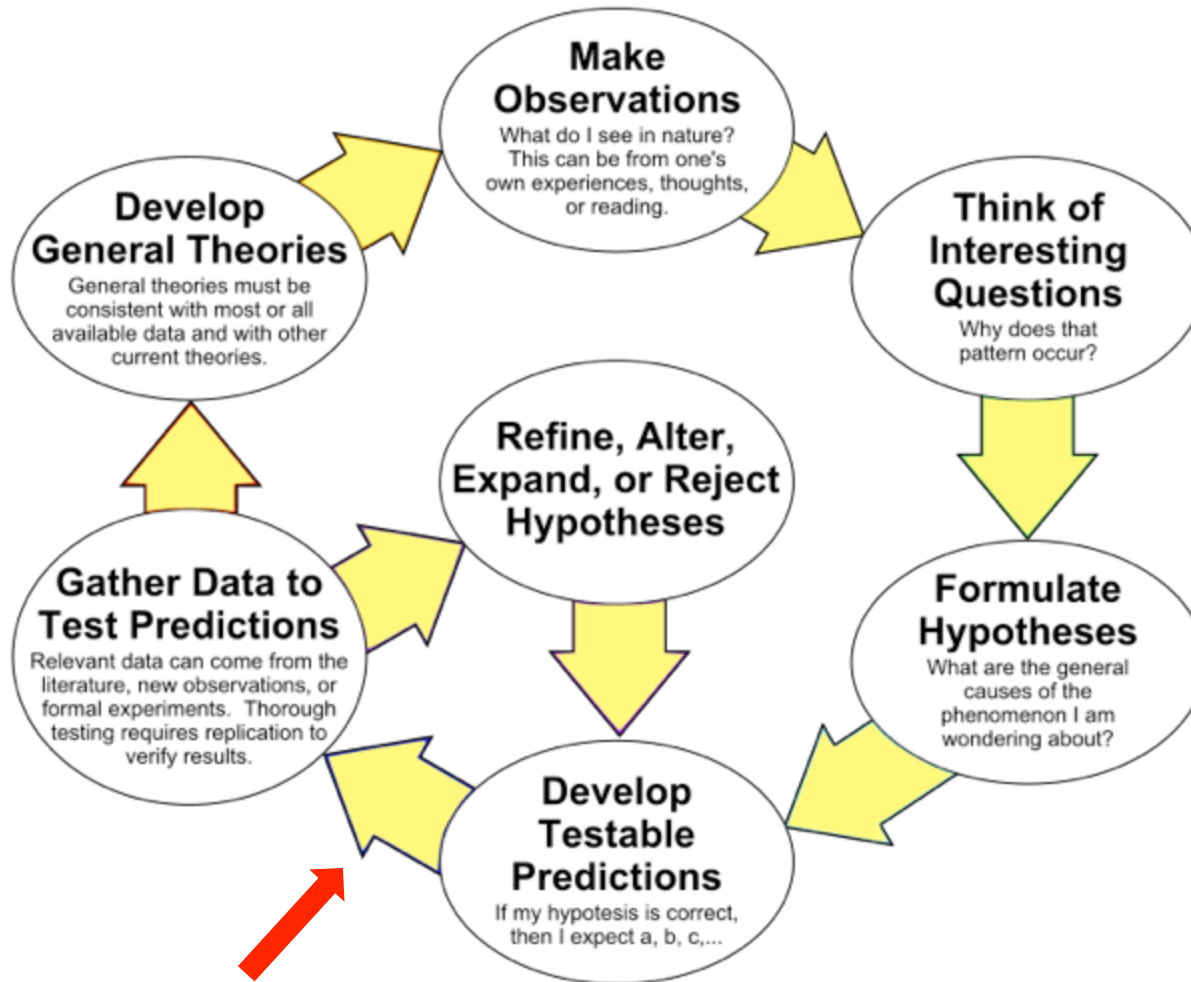 Make
Observations
What do I see in nature?
This can be from one's
own experiences, thoughts,
or reading.
Think of
Interesting
Questions
Why does that
pattern occur?
Formulate
Hypotheses
What are the general
causes of the
phenomenon I am
wondering about?
Develop
Testable
Predictions
If my hypotesis is correct,
then I expect a, b, c,...
Gather Data to
Test Predictions
Relevant data can come from the
literature, new observations, or
formal experiments.  Thorough
testing requires replication to
verify results.
Refine, Alter,
Expand, or Reject
Hypotheses
Develop
General Theories
General theories must be
consistent with most or all
available data and with other
current theories.